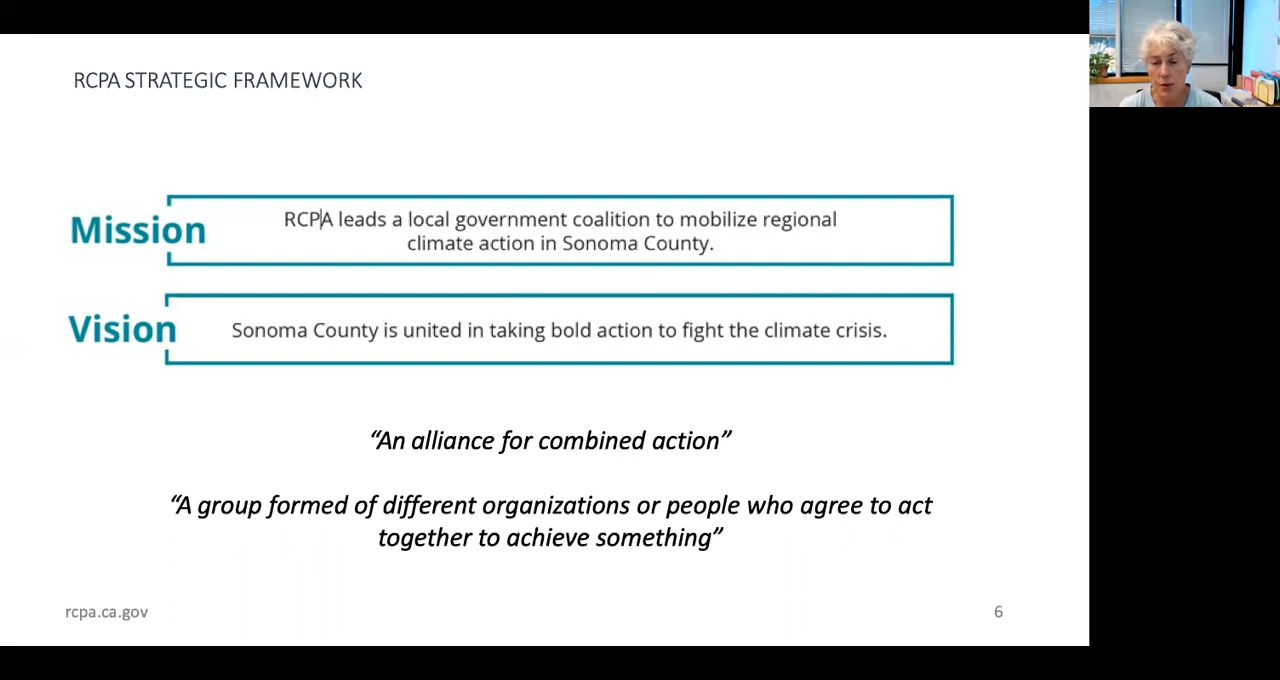 RCPA STRATEGIC FRAMEWORK
Mission
RCPA leads a local government coalition to mobilize regional
climate action in Sonoma County.
Vision
Sonoma County is united in taking bold action to fight the climate crisis.
“An alliance for combined action”
“A group formed of different organizations or people who agree to act
together to achieve something”
rcpa.ca.gov
6